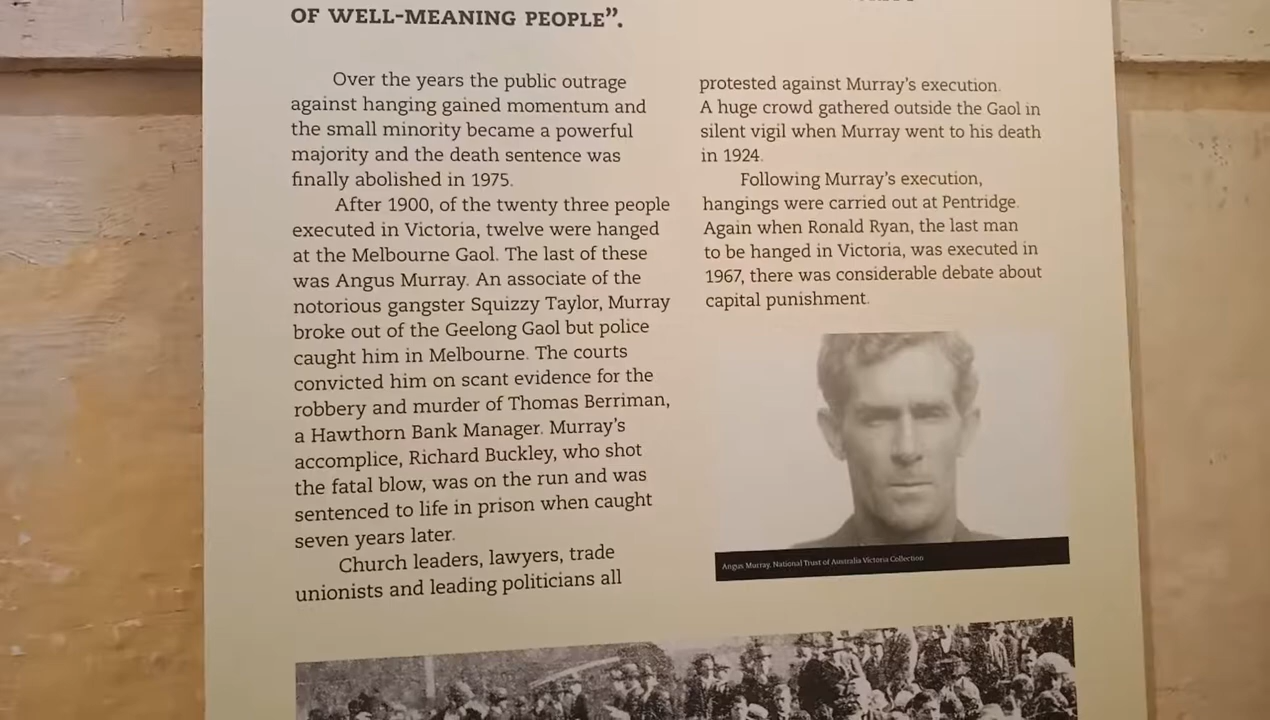 OF WELL-MEANING PEOPLE”.
Over the years the public outrage
against hanging gained momentum and
the small minority became a powerful
majority and the death sentence was
finally abolished in 1975.
After 1900, of the twenty three people
executed in Victoria, twelve were hanged
at the Melbourne Gaol. The last of these
was Angus Murray. An associate of the
notorious gangster Squizzy Taylor, Murray
broke out of the Geelong Gaol but police
caught him in Melbourne. The courts
convicted him on scant evidence for the
robbery and murder of Thomas Berriman,
a Hawthorn Bank Manager. Murray’s
accomplice, Richard Buckley, who shot
the fatal blow, was on the run and was
sentenced to life in prison when caught
seven years later.
Church leaders, lawyers, trade
unionists and leading politicians all
protested against Murray’s execution.
A huge crowd gathered outside the Gaol in
silent vigil when Murray went to his death
in 1924.
Following Murray’s execution,
hangings were carried out at Pentridge.
Again when Ronald Ryan, the last man
to be hanged in Victoria, was executed in
1967, there was considerable debate about
capital punishment.
Angus Murray, National Trust of Australia Victoria Collection